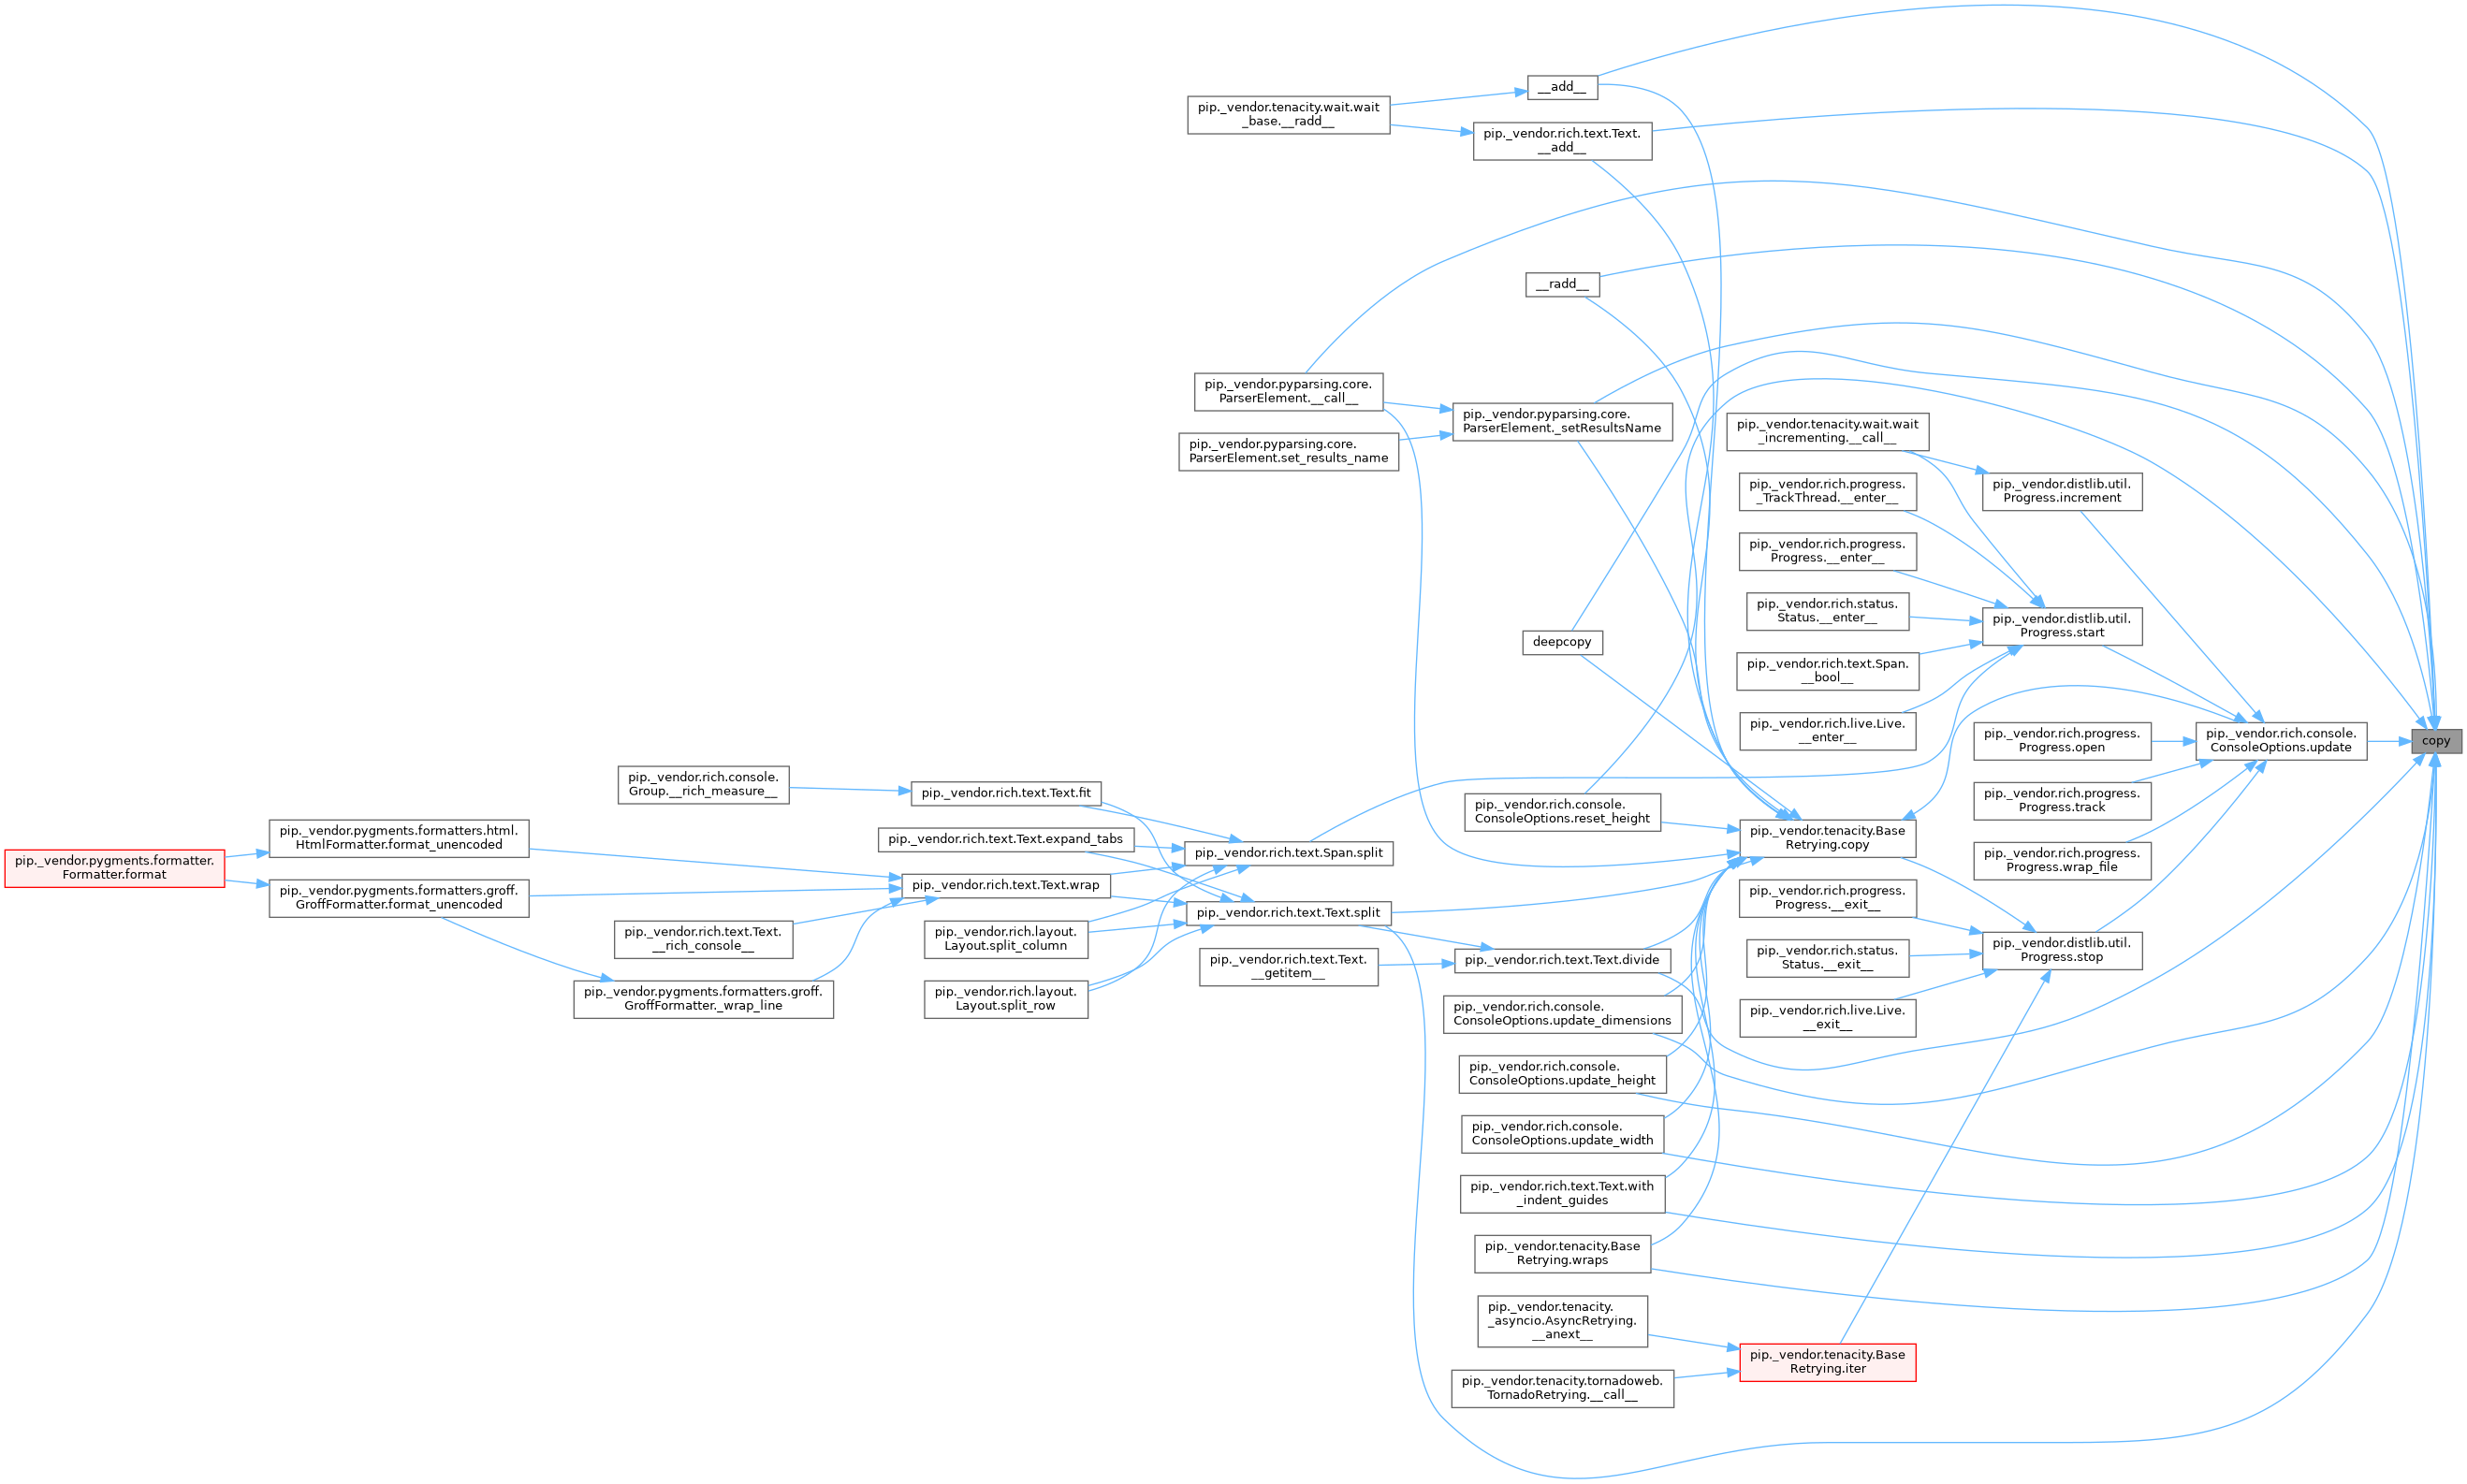 __add__
pip._vendor.tenacity.wait.wait
_base.__radd__
pip._vendor.rich.text.Text.
__add__
__radd__
pip._vendor.pyparsing.core.
ParserElement.__call__
pip._vendor.pyparsing.core.
ParserElement._setResultsName
pip._vendor.pyparsing.core.
ParserElement.set_results_name
pip._vendor.tenacity.wait.wait
_incrementing.__call__
pip._vendor.rich.progress.
_TrackThread.__enter__
pip._vendor.distlib.util.
Progress.increment
pip._vendor.rich.progress.
Progress.__enter__
pip._vendor.rich.status.
Status.__enter__
pip._vendor.distlib.util.
Progress.start
deepcopy
pip._vendor.rich.text.Span.
__bool__
pip._vendor.rich.live.Live.
__enter__
pip._vendor.rich.progress.
Progress.open
pip._vendor.rich.console.
ConsoleOptions.update
copy
pip._vendor.rich.console.
Group.__rich_measure__
pip._vendor.rich.text.Text.fit
pip._vendor.rich.console.
ConsoleOptions.reset_height
pip._vendor.rich.progress.
Progress.track
pip._vendor.pygments.formatters.html.
HtmlFormatter.format_unencoded
pip._vendor.rich.text.Text.expand_tabs
pip._vendor.rich.text.Span.split
pip._vendor.tenacity.Base
Retrying.copy
pip._vendor.rich.progress.
Progress.wrap_file
pip._vendor.pygments.formatter.
Formatter.format
pip._vendor.pygments.formatters.groff.
GroffFormatter.format_unencoded
pip._vendor.rich.text.Text.wrap
pip._vendor.rich.text.Text.split
pip._vendor.rich.progress.
Progress.__exit__
pip._vendor.rich.text.Text.
__rich_console__
pip._vendor.rich.layout.
Layout.split_column
pip._vendor.rich.text.Text.
__getitem__
pip._vendor.rich.text.Text.divide
pip._vendor.rich.status.
Status.__exit__
pip._vendor.distlib.util.
Progress.stop
pip._vendor.pygments.formatters.groff.
GroffFormatter._wrap_line
pip._vendor.rich.layout.
Layout.split_row
pip._vendor.rich.console.
ConsoleOptions.update_dimensions
pip._vendor.rich.live.Live.
__exit__
pip._vendor.rich.console.
ConsoleOptions.update_height
pip._vendor.rich.console.
ConsoleOptions.update_width
pip._vendor.rich.text.Text.with
_indent_guides
pip._vendor.tenacity.Base
Retrying.wraps
pip._vendor.tenacity.
_asyncio.AsyncRetrying.
__anext__
pip._vendor.tenacity.Base
Retrying.iter
pip._vendor.tenacity.tornadoweb.
TornadoRetrying.__call__